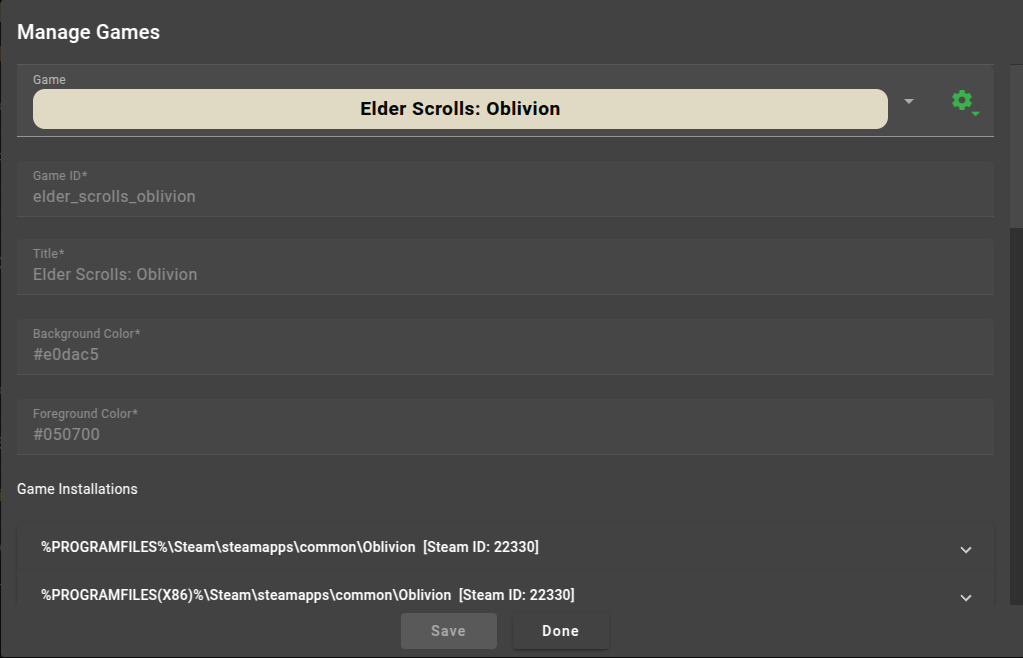 Manage Games
Game
Elder Scrolls: Oblivion
Game ID*
elder_scrolls_oblivion
Title*
Elder Scrolls: Oblivion
Background Color*
#e0dac5
Foreground Color*
#050700
Game Installations
%PROGRAMFILES%\Steam\steamapps\common\Oblivion [Steam ID: 22330]
%PROGRAMFILES(X86)%\Steam\steamapps\common\Oblivion [Steam ID: 22330]
Save Done